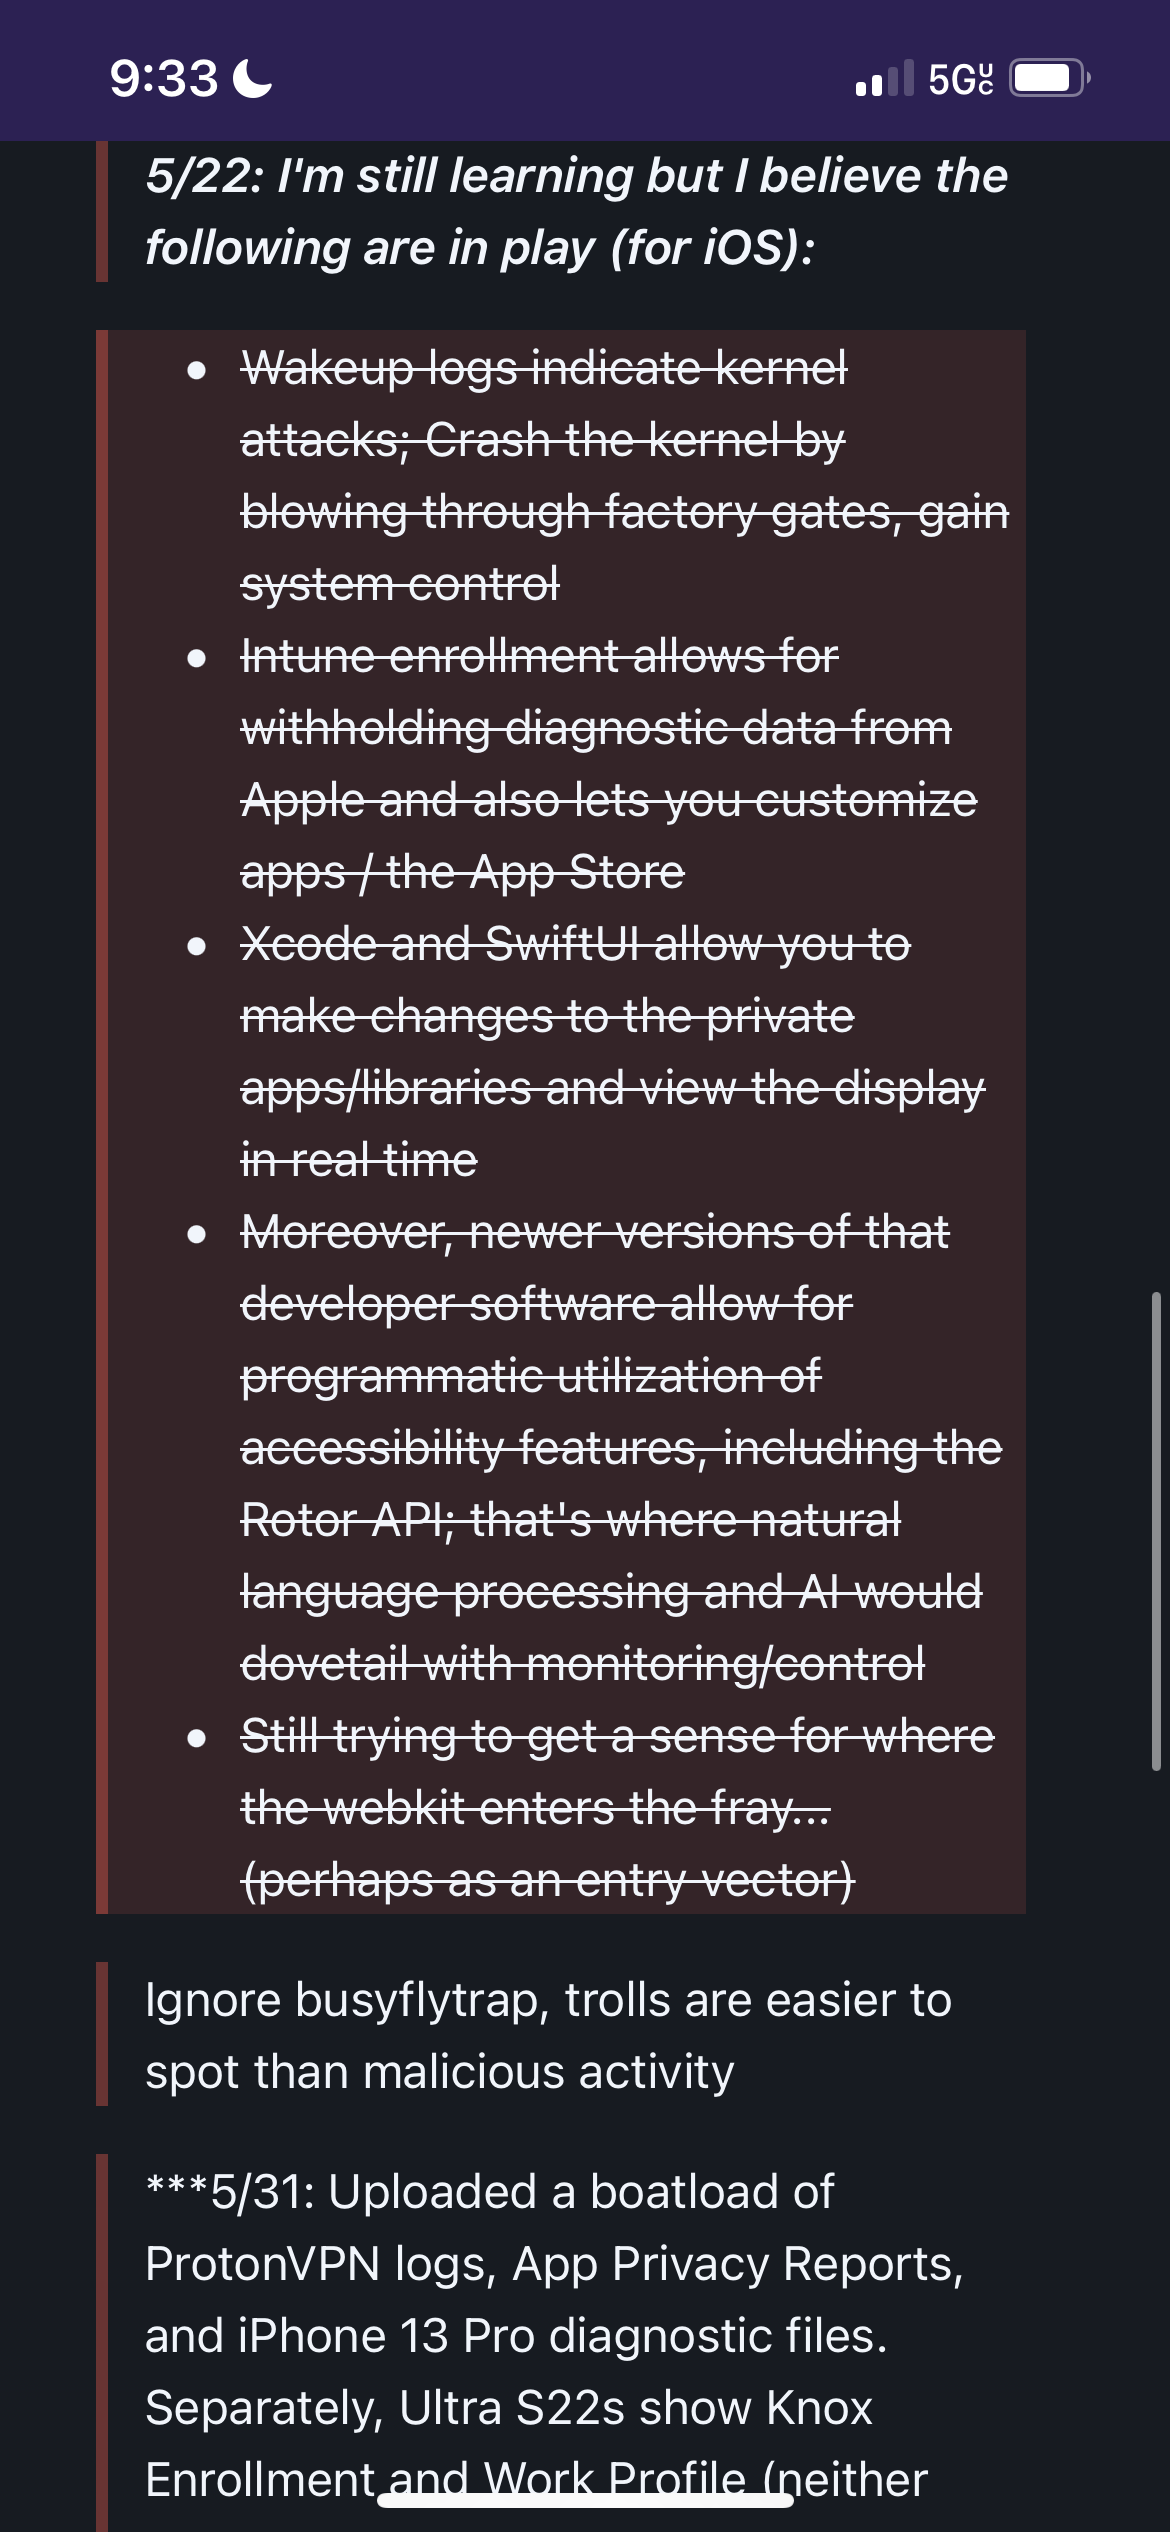 9:33
5GUC
5/22: I'm still learning but I believe the
following are in play (for iOS):
• Wakeup logs indicate kernel
attacks; Crash the kernel by
blowing through factory gates, gain
system control
• Intune enrollment allows for
withholding diagnostic data from
Apple and also lets you customize
apps / the App Store
• Xcode and SwiftUI allow you to
make changes to the private
apps/libraries and view the display
in real time
• Moreover, newer versions of that
developer software allow for
programmatic utilization of
accessibility features, including the
Rotor API; that's where natural
language processing and AI would
dovetail with monitoring/control
• Still trying to get a sense for where
the webkit enters the fray...
(perhaps as an entry vector)
Ignore busyflytrap, trolls are easier to
spot than malicious activity
***5/31: Uploaded a boatload of
ProtonVPN logs, App Privacy Reports,
and iPhone 13 Pro diagnostic files.
Separately, Ultra S22s show Knox
Enrollment and Work Profile (neither